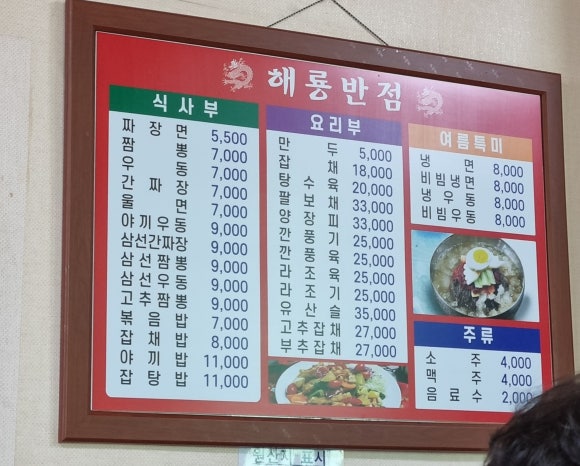 해룡반점
식사부
짜장면 5,500
짬뽕 7,000
우동 7,000
간짜장 7,000
울면 7,000
야끼우동 9,000
삼선간짜장 9,000
삼선짬뽕 9,000
삼선우동 9,000
고추짬뽕 9,000
볶음밥 7,000
잡채밥 8,000
야끼밥 11,000
잡탕밥 11,000
요리부
만두 5,000
잡채 18,000
탕수육 20,000
팔보채 33,000
양장피 33,000
깐풍기 25,000
깐풍육 25,000
라조육 25,000
라조기 25,000
유산슬 35,000
고추잡채 27,000
부추잡채 27,000
여름특미
냉면 8,000
비빔냉면 8,000
냉우동 8,000
비빔우동 8,000
주류
소주 4,000
맥주 4,000
음료수 2,000
원산지 표시